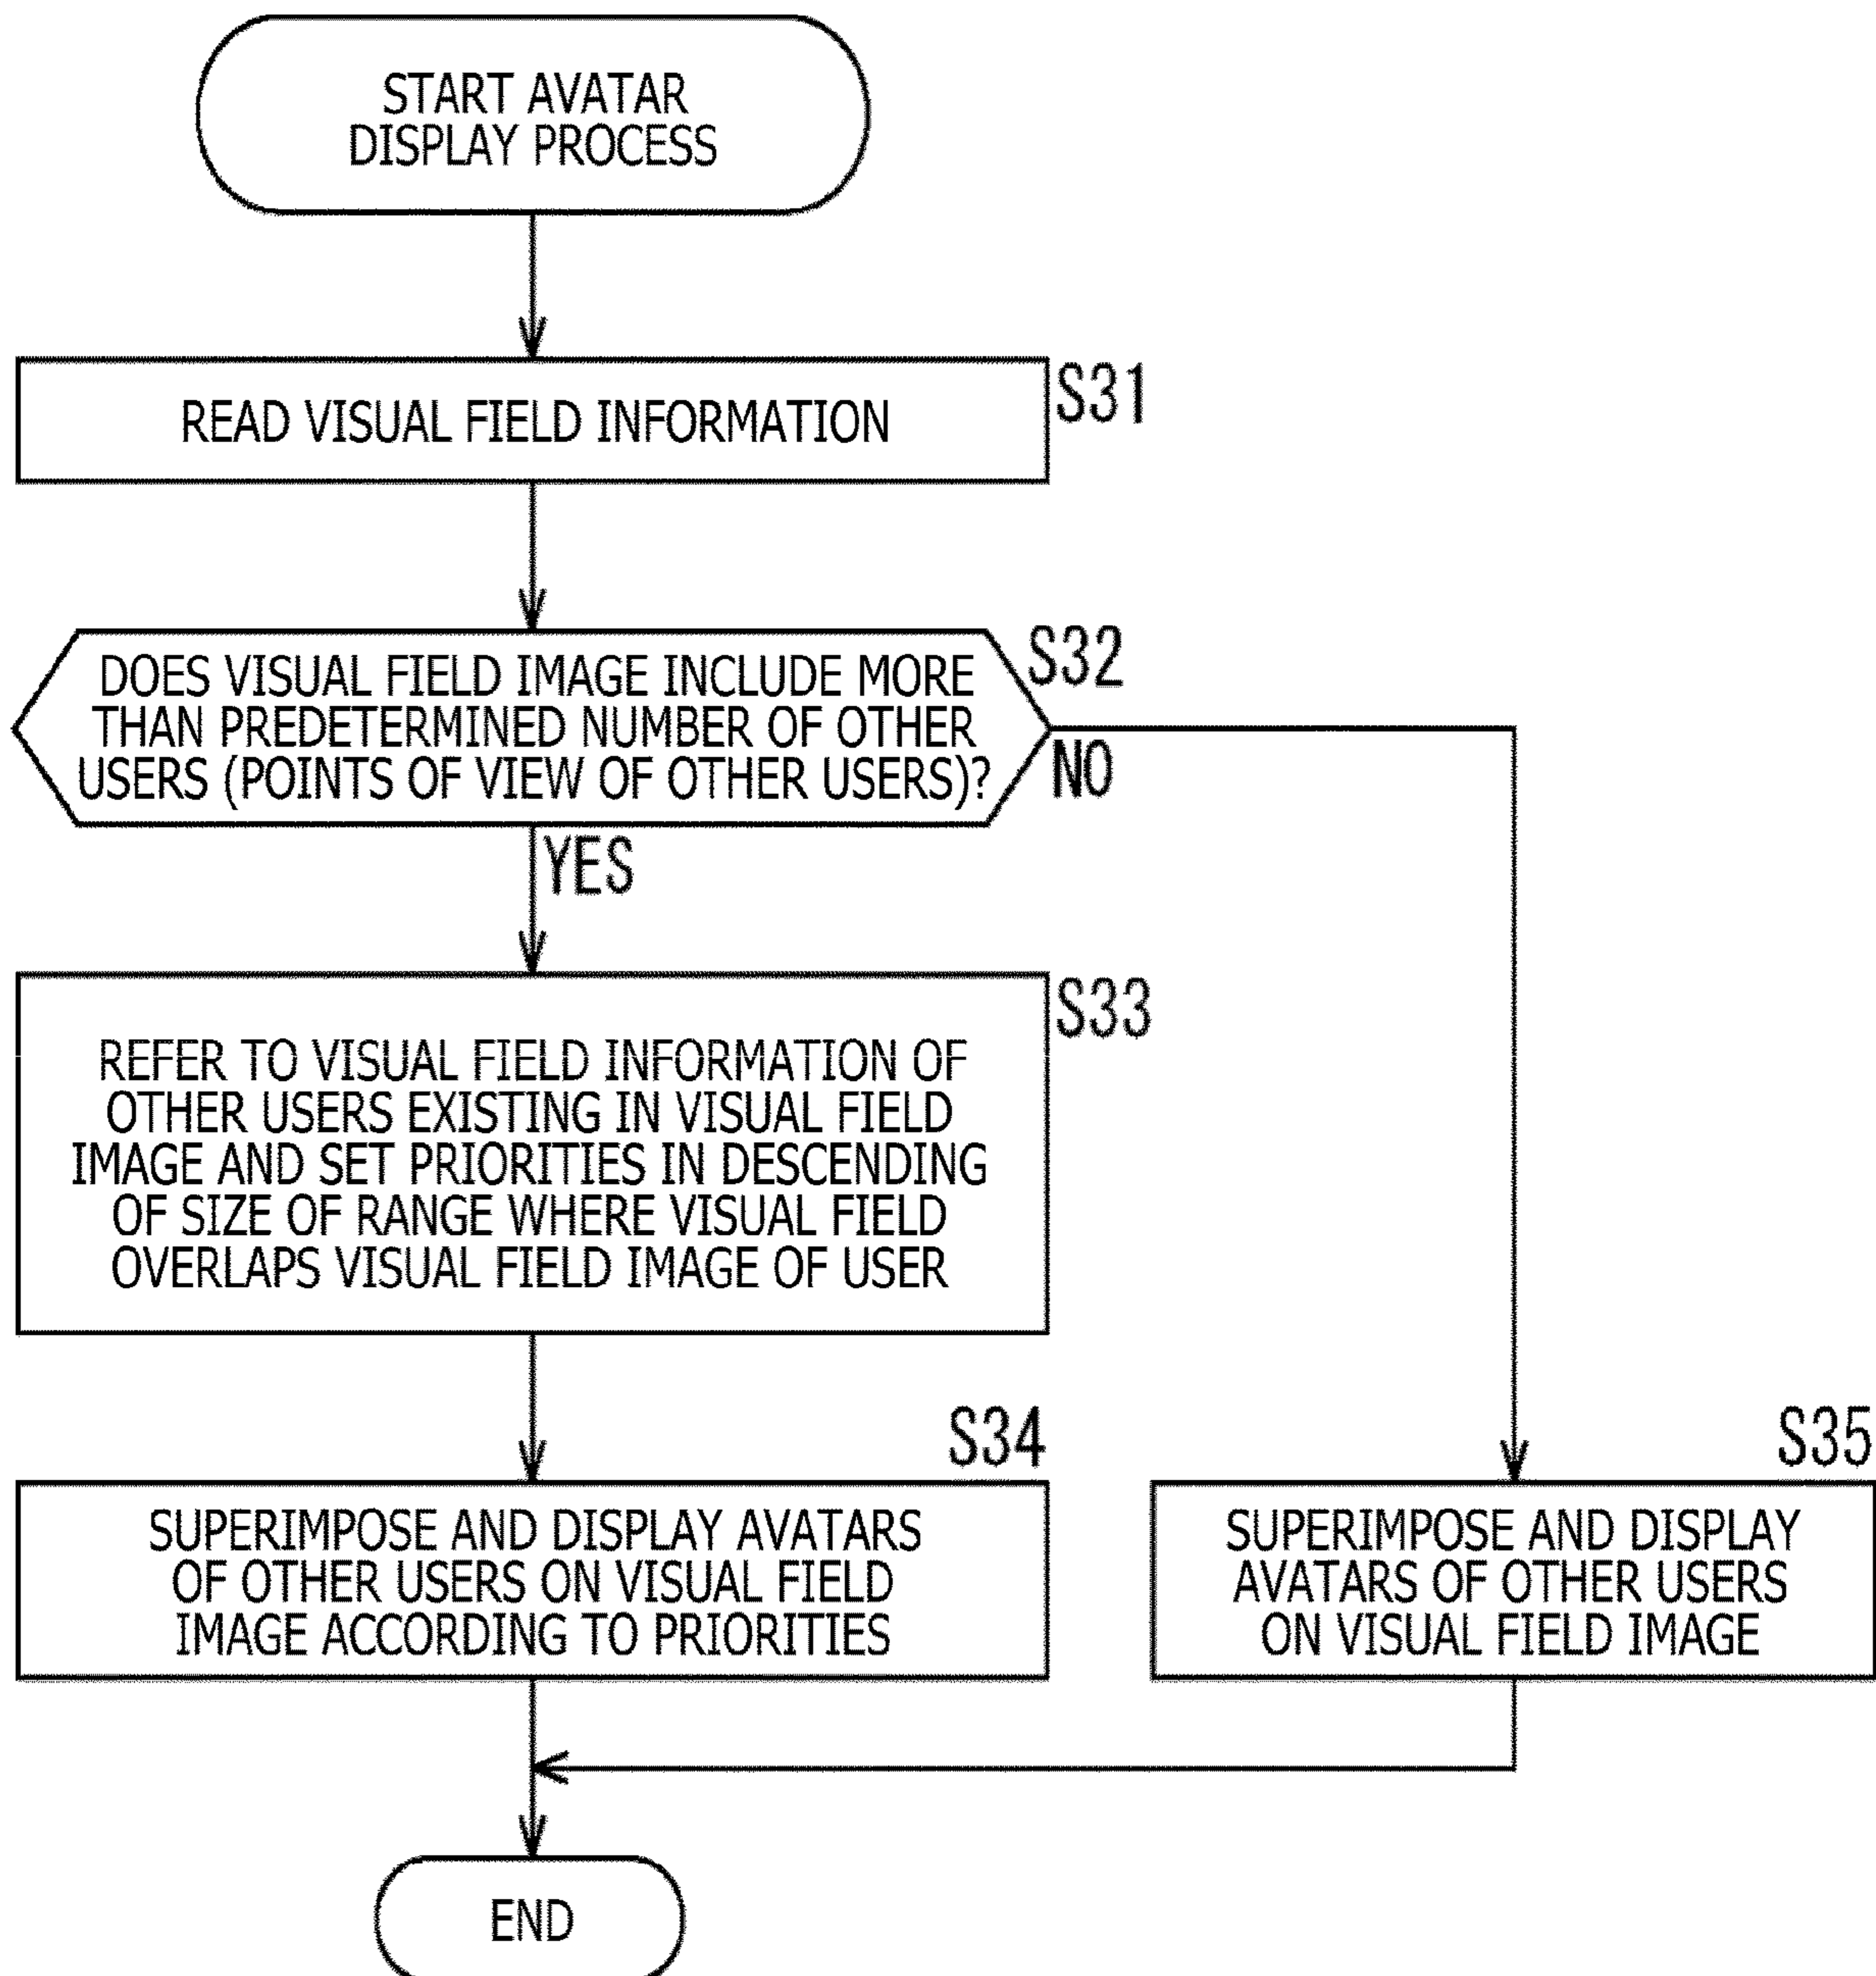 START AVATAR
DISPLAY PROCESS
READ VISUAL FIELD INFORMATION
S31
DOES VISUAL FIELD IMAGE INCLUDE MORE
THAN PREDETERMINED NUMBER OF OTHER
USERS (POINTS OF VIEW OF OTHER USERS)?
S32
NO
YES
REFER TO VISUAL FIELD INFORMATION OF
OTHER USERS EXISTING IN VISUAL FIELD
IMAGE AND SET PRIORITIES IN DESCENDING
OF SIZE OF RANGE WHERE VISUAL FIELD
OVERLAPS VISUAL FIELD IMAGE OF USER
S33
S34
SUPERIMPOSE AND DISPLAY AVATARS
OF OTHER USERS ON VISUAL FIELD
IMAGE ACCORDING TO PRIORITIES
S35
SUPERIMPOSE AND DISPLAY
AVATARS OF OTHER USERS
ON VISUAL FIELD IMAGE
END